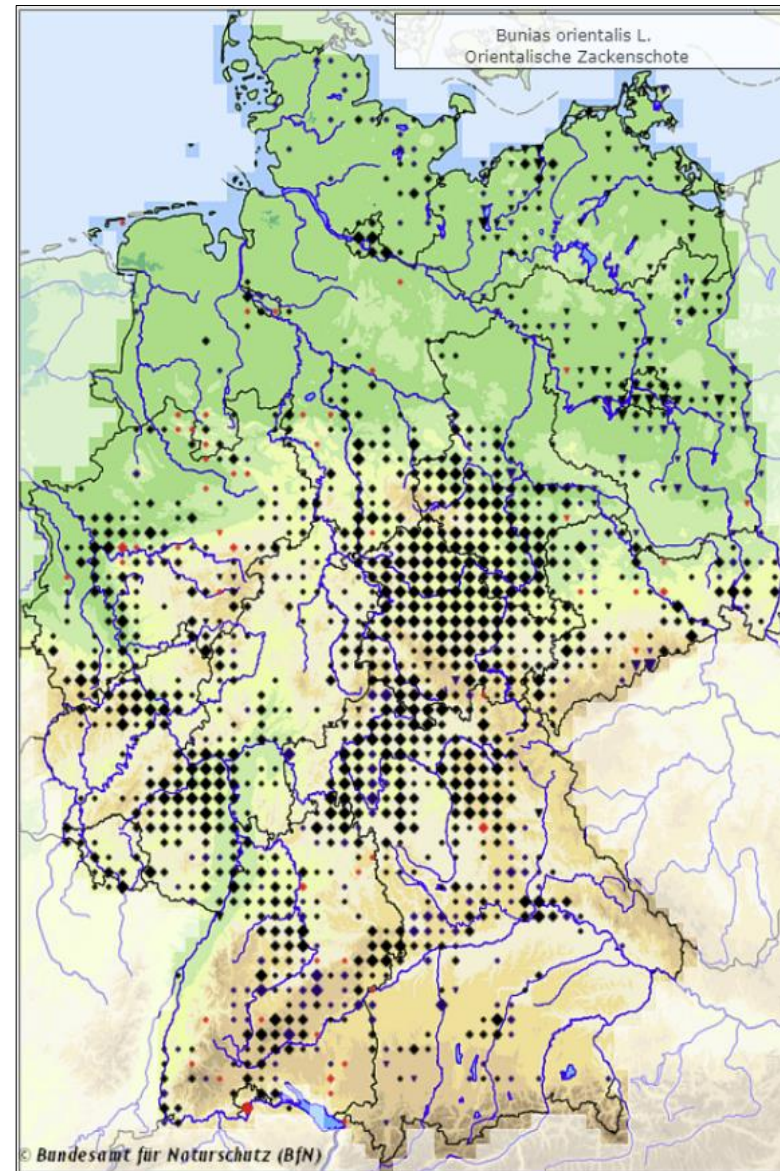 Bunias orientalis L.
Orientalische Zackenschote
© Bundesamt für Naturschutz (BfN)